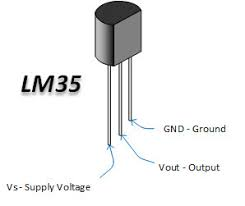 LM35
GND - Ground
Vout - Output
Vs - Supply Voltage